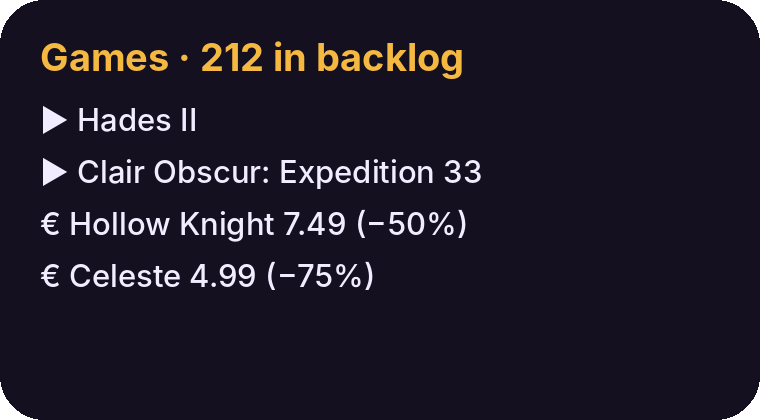 Games · 212 in backlog
▶ Hades II
▶ Clair Obscur: Expedition 33
€ Hollow Knight 7.49 (−50%)
€ Celeste 4.99 (−75%)